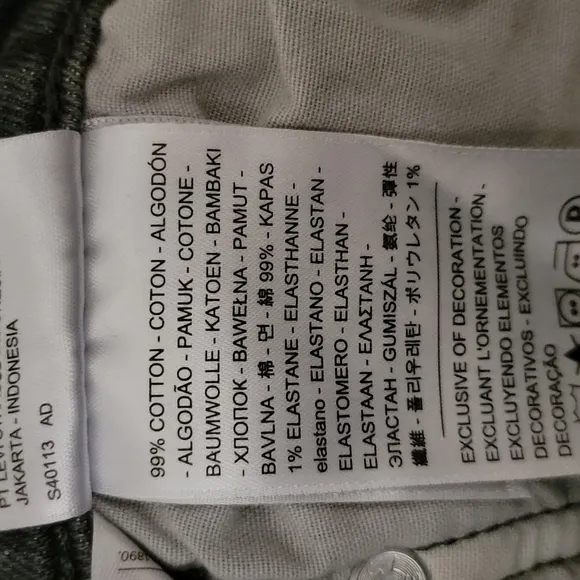 JAKARTA - INDONESIA
S40113 AD
99% COTTON - COTON - ALGODÓN
- ALGODÃO - PAMUK - COTONE -
BAUMWOLLE - KATOEN - BAMBAKI
- ХЛОПОК - BAWEŁNA - PAMUT -
BAVLNA - 棉 - 면 - 綿 99% - KAPAS
1% ELASTANE - ELASTHANNE -
elastano - ELASTANO - ELASTAN -
ELASTOMERO - ELASTHAN -
ELASTAAN - ΕΛΑΣΤΑΝΗ -
ЭЛАСТАН - GUMISZÁL - 氨纶 - 彈性
纖維 - 폴리우레탄 - ポリウレタン 1%
EXCLUSIVE OF DECORATION -
EXCLUANT L'ORNEMENTATION -
EXCLUYENDO ELEMENTOS
DECORATIVOS - EXCLUINDO
DECORAÇÃO